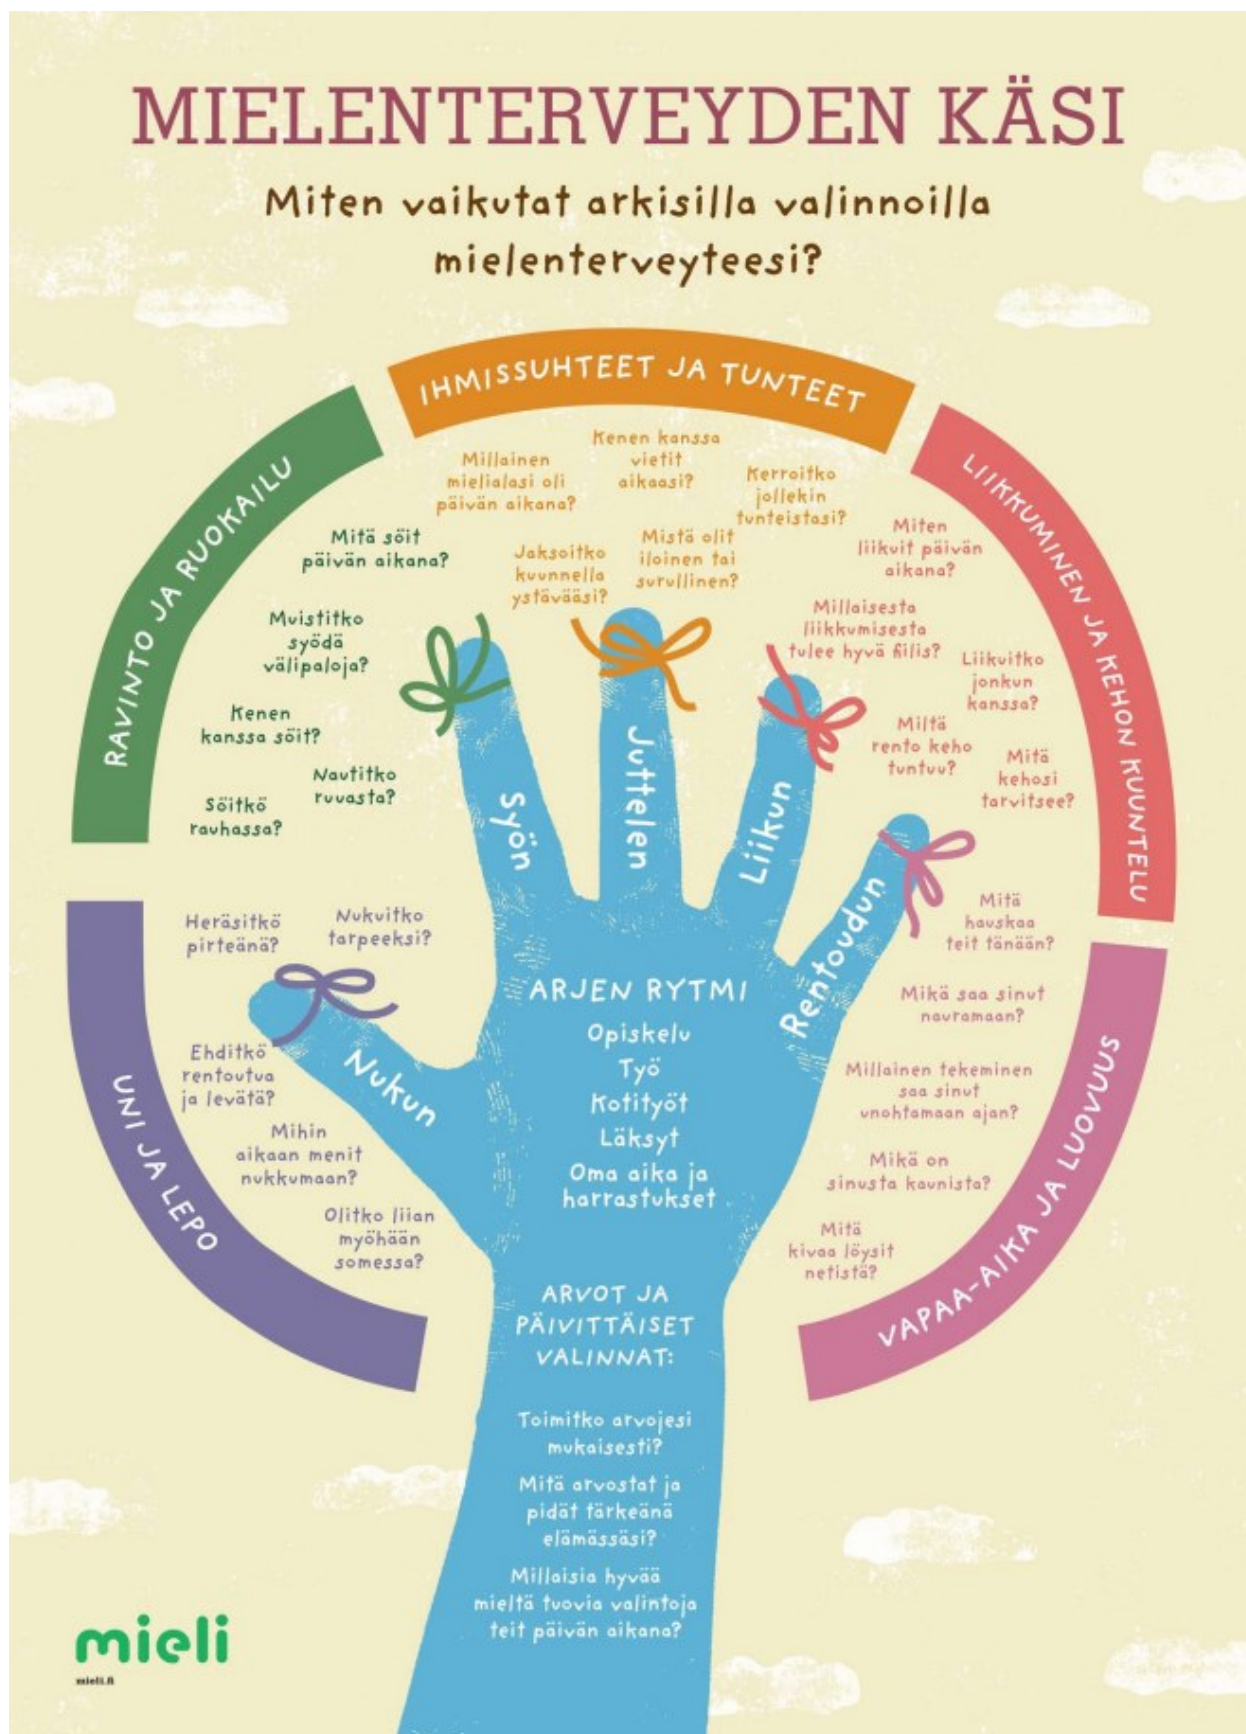 MIELENTERVEYDEN KÄSI
Miten vaikutat arkisilla valinnoilla
mielenterveyteesi?
RAVINTO JA RUOKAILU
Mitä söit
päivän aikana?
Muistitko
syödä
välipaloja?
Kenen
kanssa söit?
Nautitko
ruuasta?
Söitkö
rauhassa?
IHMISSUHTEET JA TUNTEET
Millainen
mielialasi oli
päivän aikana?
Kenen kanssa
vietit
aikaasi?
Kerroitko
jollekin
tunteistasi?
Jaksoitko
kuunnella
ystävääsi?
Mistä olit
iloinen tai
surullinen?
LIIKKUMINEN JA KEHON KUUNTELU
Miten
liikuit päivän
aikana?
Millaisesta
liikkumisesta
tulee hyvä fiilis?
Liikuitko
jonkun
kanssa?
Miltä
rento keho
tuntuu?
Mitä
kehosi
tarvitsee?
UNI JA LEPO
Heräsitkö
pirteänä?
Nukuitko
tarpeeksi?
Ehditkö
rentoutua
ja levätä?
Mihin
aikaan menit
nukkumaan?
Olitko liian
myöhään
somessa?
VAPAA-AIKA JA LUOVUUS
Mitä
hauskaa
teit tänään?
Mikä saa sinut
nauramaan?
Millainen tekeminen
saa sinut
unohtamaan ajan?
Mikä on
sinusta kaunista?
Mitä
kivaa löysit
netistä?
Nukun
Syön
Juttelen
Liikun
Rentoudun
ARJEN RYTMI
Opiskelu
Työ
Kotityöt
Läksyt
Oma aika ja
harrastukset
ARVOT JA
PÄIVITTÄISET
VALINNAT:
Toimitko arvojesi
mukaisesti?
Mitä arvostat ja
pidät tärkeänä
elämässäsi?
Millaisia hyvää
mieltä tuovia valintoja
teit päivän aikana?
mieli
mieli.fi